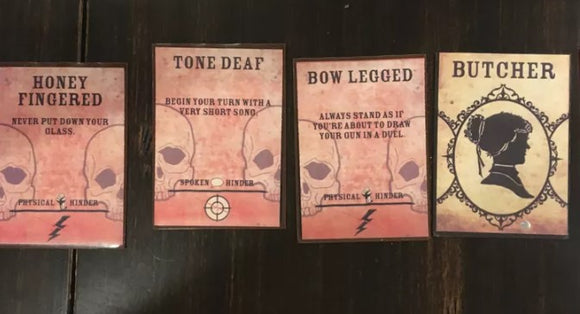 HONEY
FINGERED
NEVER PUT DOWN YOUR
GLASS.
PHYSICAL HINDER
TONE DEAF
BEGIN YOUR TURN WITH A
VERY SHORT SONG.
SPOKEN HINDER
BOW LEGGED
ALWAYS STAND AS IF
YOU'RE ABOUT TO DRAW
YOUR GUN IN A DUEL.
PHYSICAL HINDER
BUTCHER